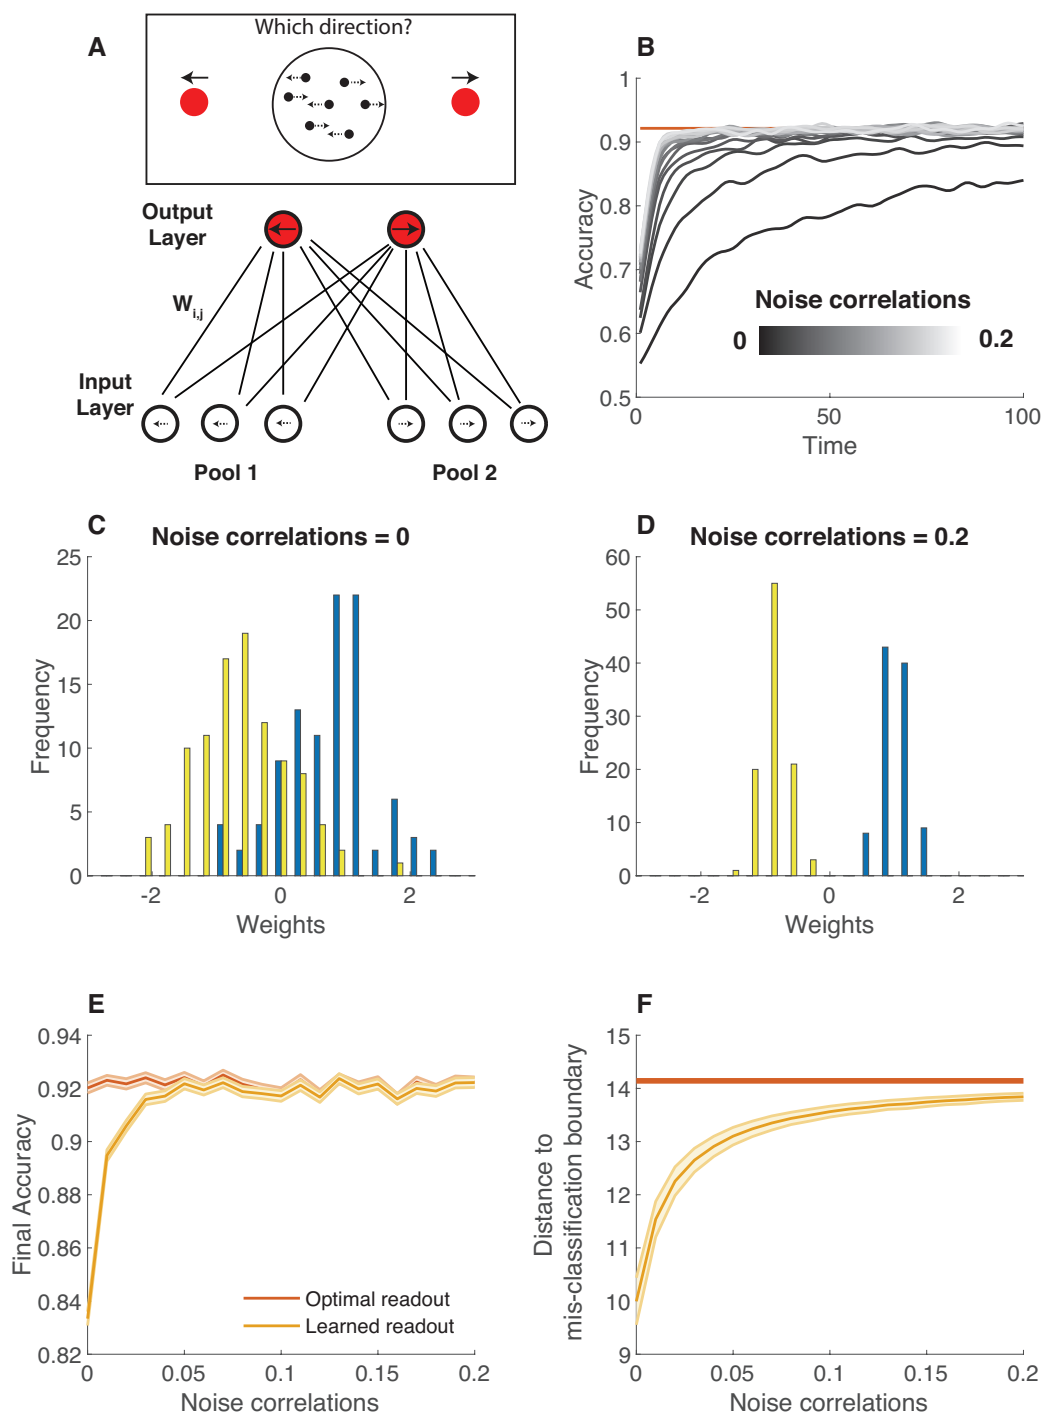 A
Which direction?
Output
Layer
W i,j
Input
Layer
Pool 1
Pool 2
B
1
0.9
0.8
0.7
0.6
0.5
Accuracy
Noise correlations
0
0.2
0
50
100
Time
C
Noise correlations = 0
25
20
15
10
5
0
Frequency
-2
0
2
Weights
D
Noise correlations = 0.2
60
50
40
30
20
10
0
Frequency
-2
0
2
Weights
E
0.94
0.92
0.9
0.88
0.86
0.84
0.82
Final Accuracy
Optimal readout
Learned readout
0
0.05
0.1
0.15
0.2
Noise correlations
F
15
14
13
12
11
10
9
Distance to
mis-classification boundary
0
0.05
0.1
0.15
0.2
Noise correlations